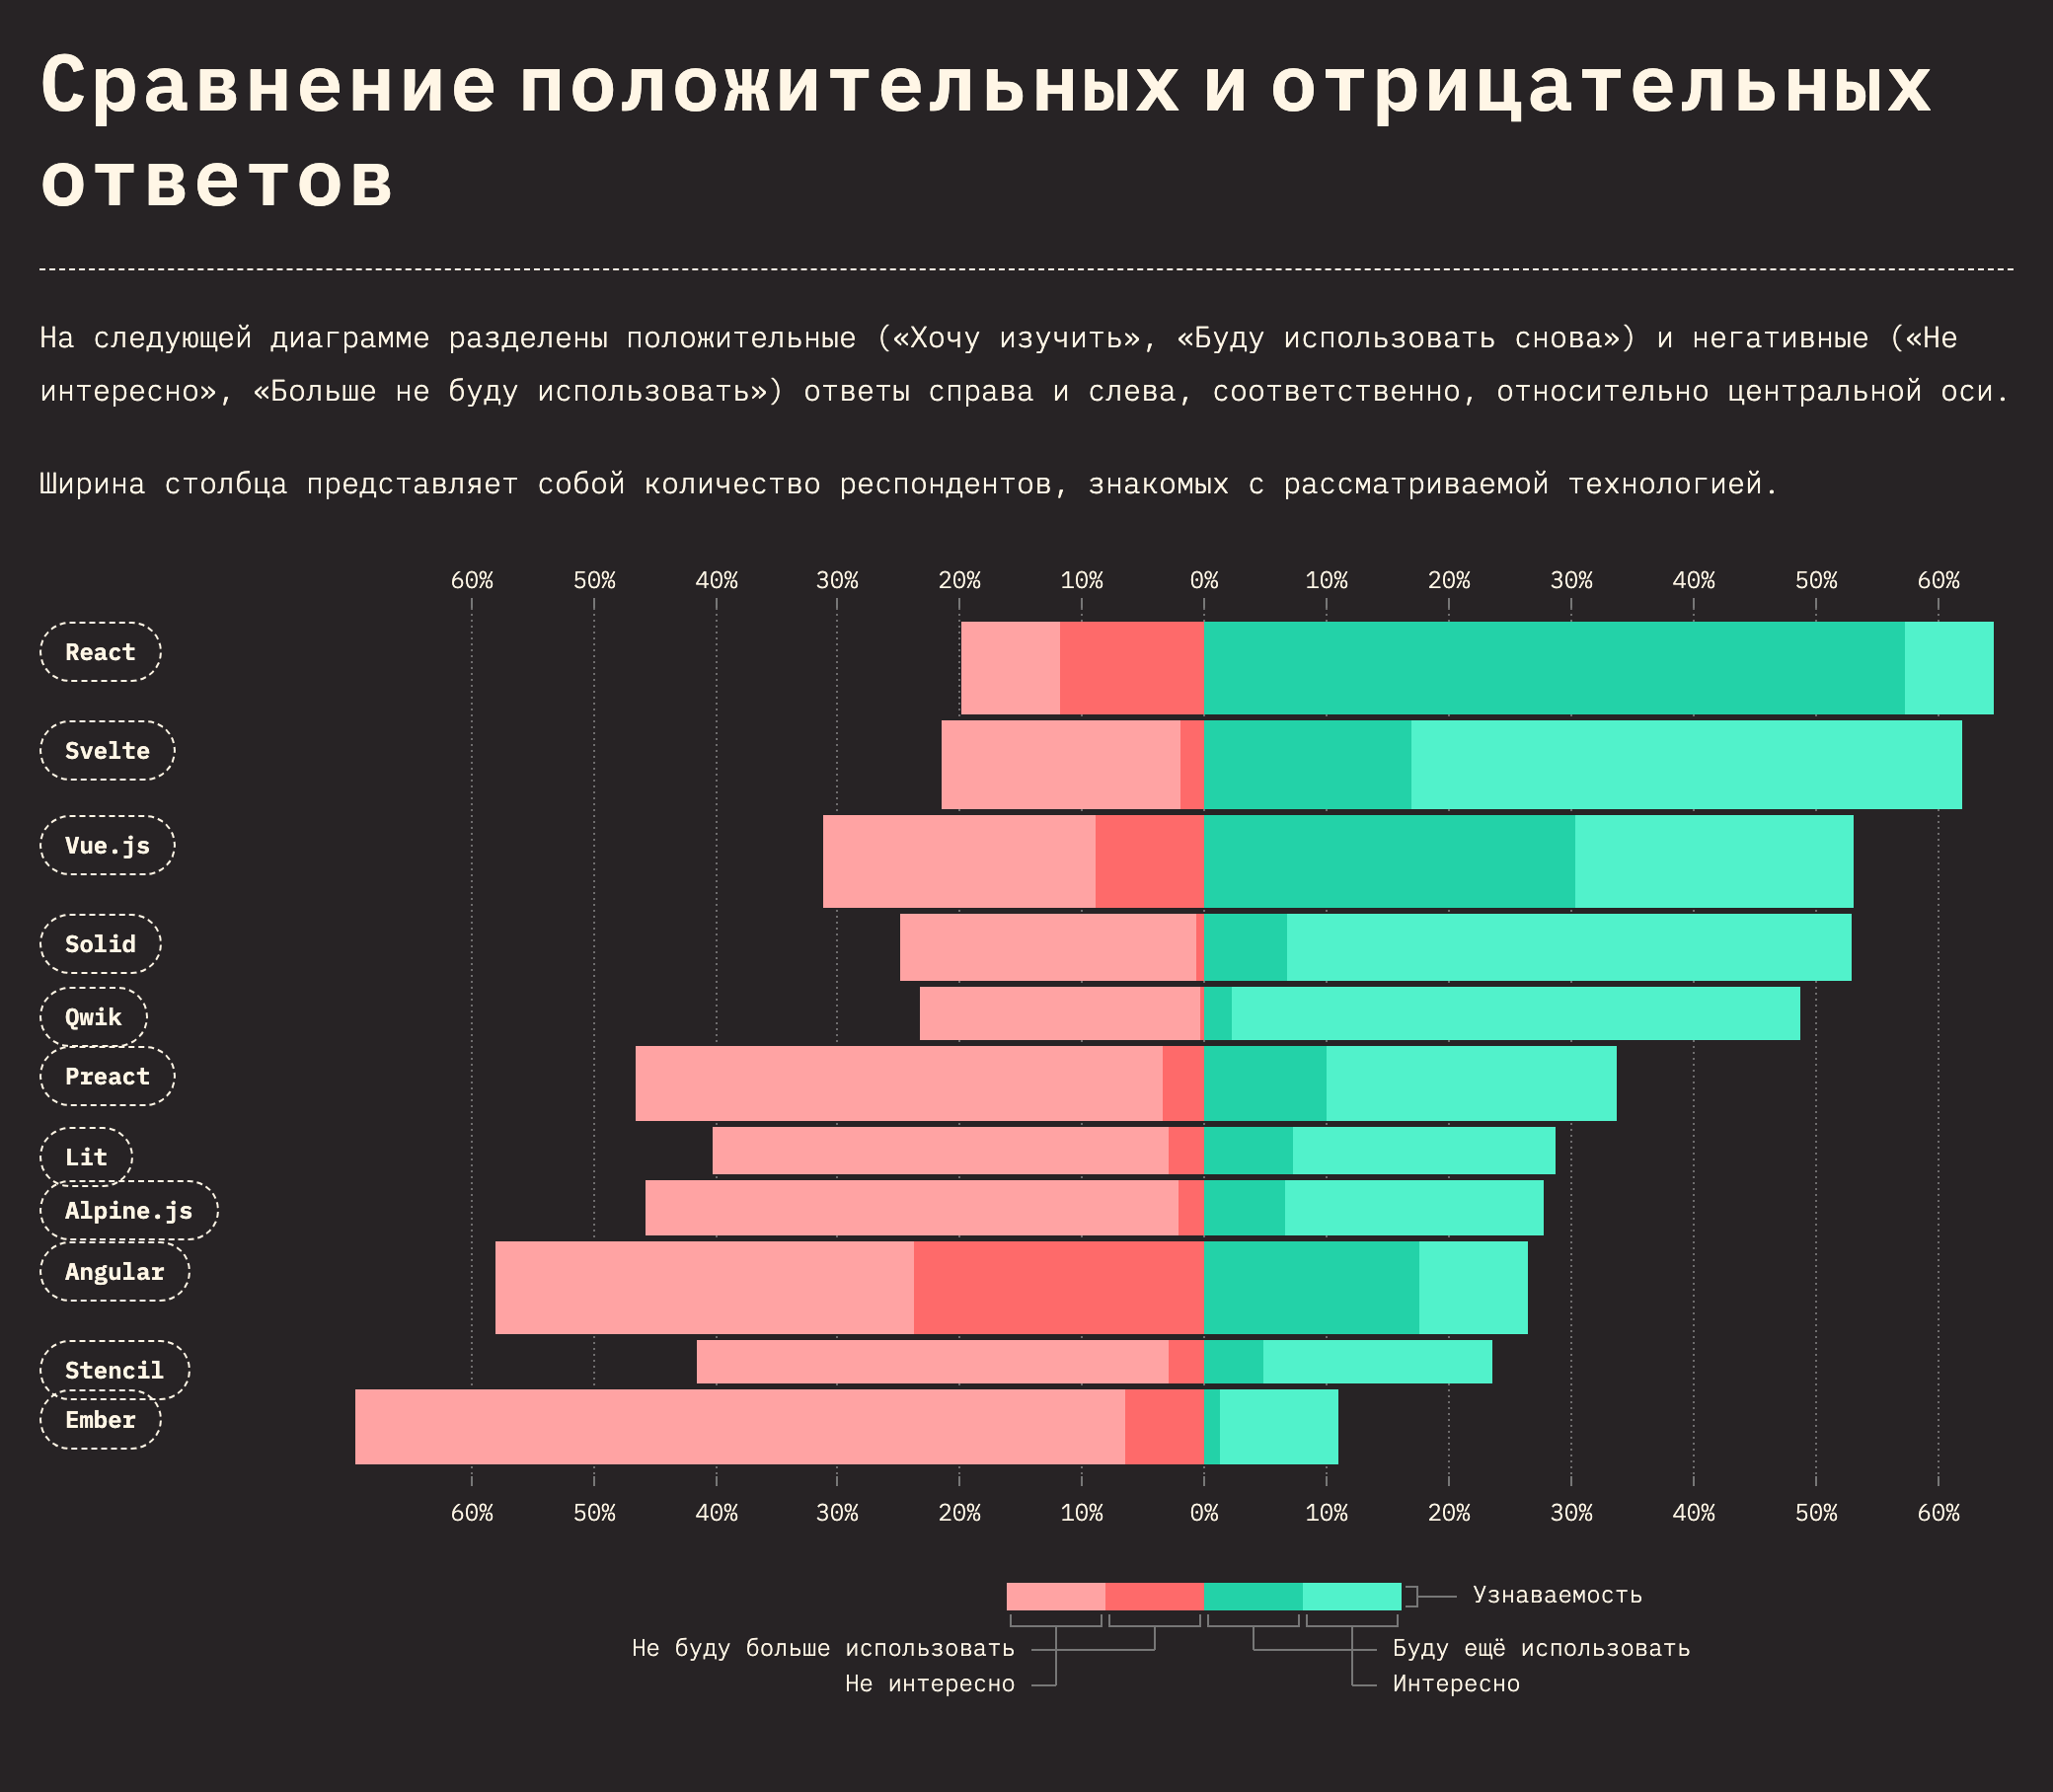 Сравнение положительных и отрицательных
ответов
На следующей диаграмме разделены положительные («Хочу изучить», «Буду использовать снова») и негативные («Не
интересно», «Больше не буду использовать») ответы справа и слева, соответственно, относительно центральной оси.
Ширина столбца представляет собой количество респондентов, знакомых с рассматриваемой технологией.
60% 50% 40% 30% 20% 10% 0% 10% 20% 30% 40% 50% 60%
React
Svelte
Vue.js
Solid
Qwik
Preact
Lit
Alpine.js
Angular
Stencil
Ember
60% 50% 40% 30% 20% 10% 0% 10% 20% 30% 40% 50% 60%
Узнаваемость
Не буду больше использовать Буду ещё использовать
Не интересно Интересно